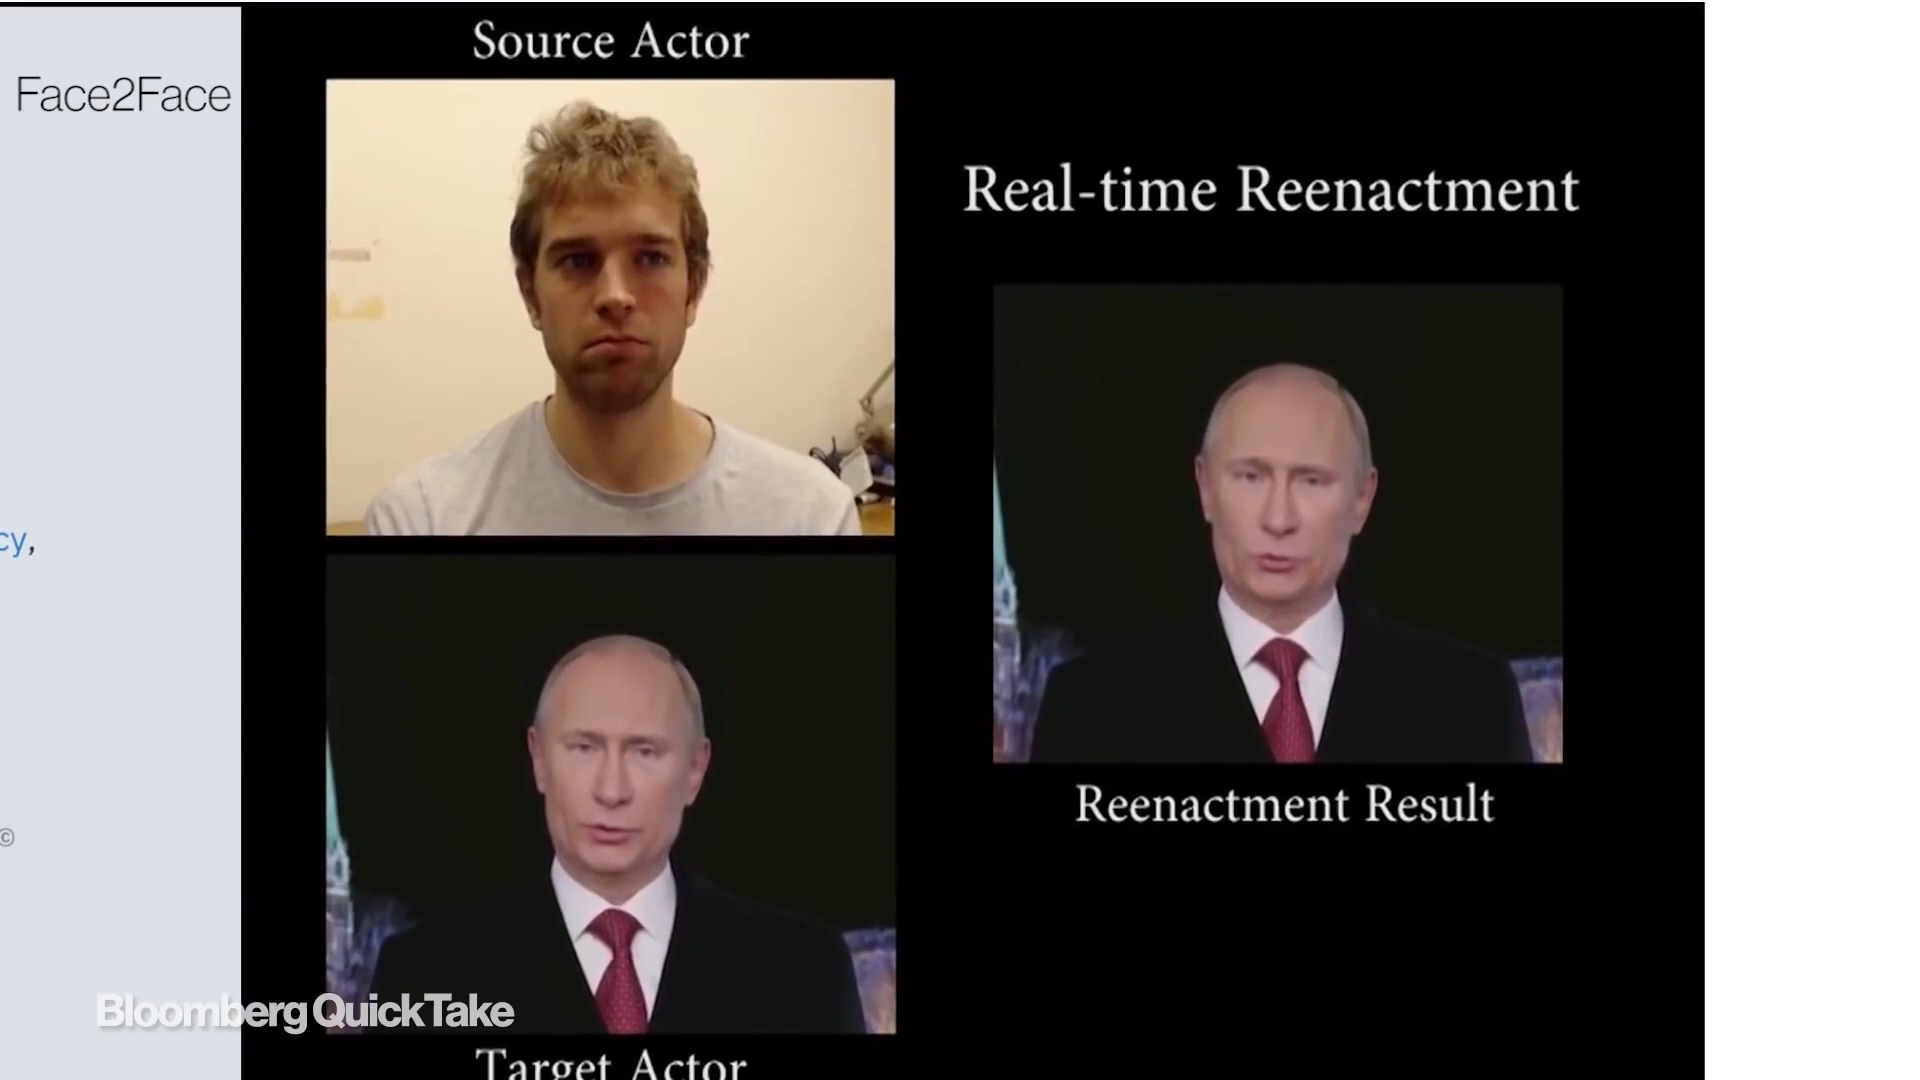 Source Actor
Face2Face
Real-time Reenactment
cy,
©
Reenactment Result
Bloomberg QuickTake
Target Actor